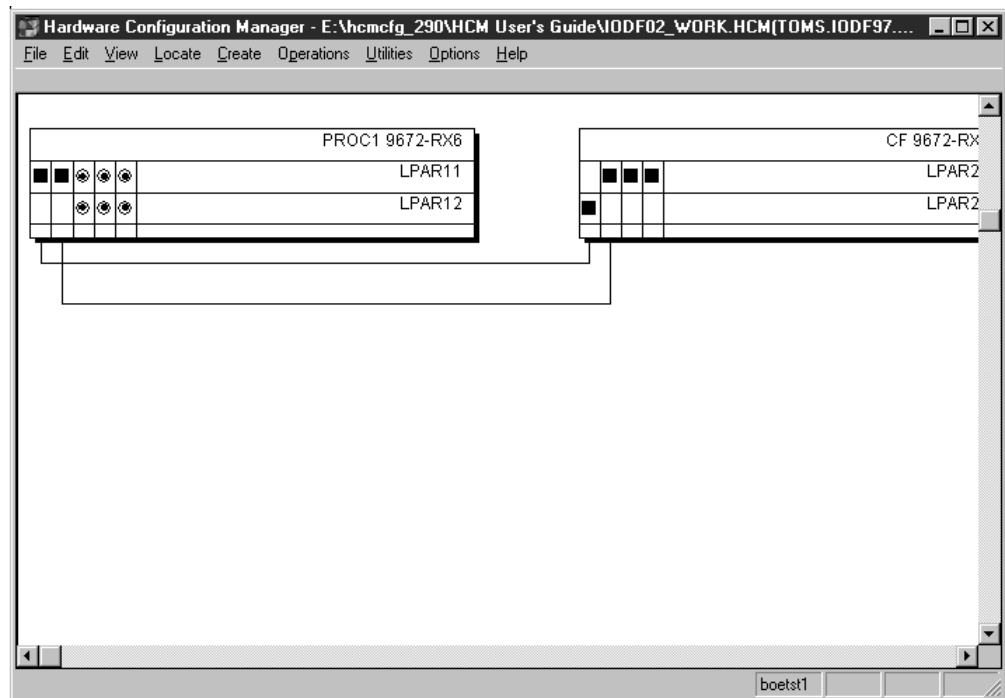 Hardware Configuration Manager - E:\hcmcfg_290\HCM User's Guide\IODF02_WORK.HCM(TOMS.IODF97....
File Edit View Locate Create Operations Utilities Options Help
PROC1 9672-RX6
LPAR11
LPAR12
CF 9672-RX
LPAR2
LPAR2
boetst1